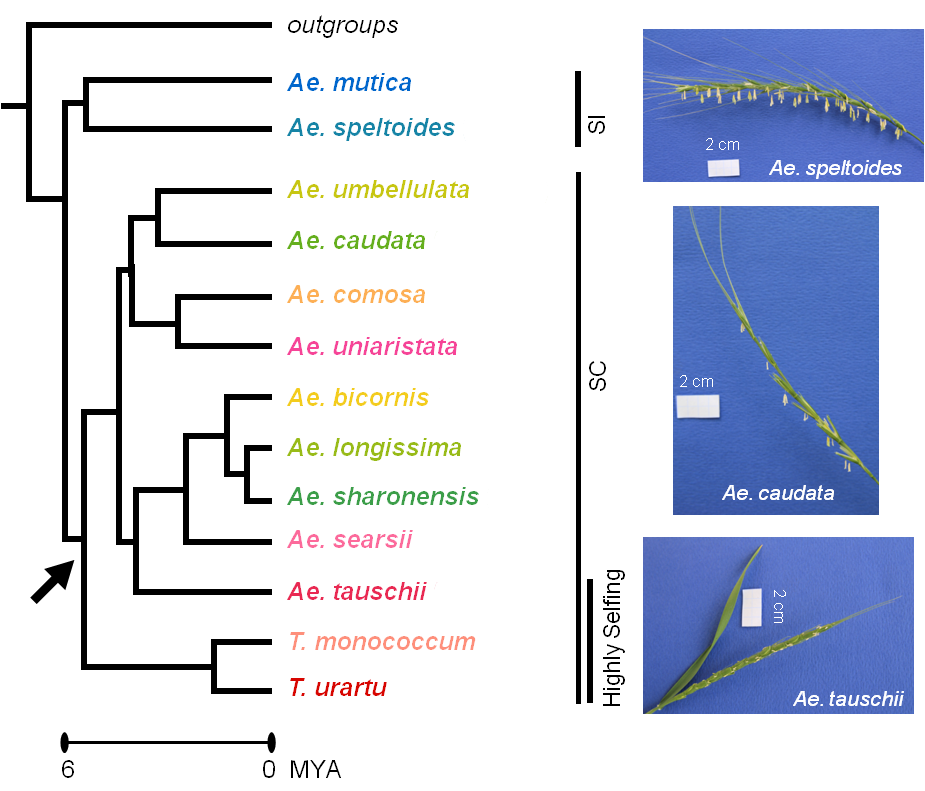 outgroups
Ae. mutica
Ae. speltoides
Ae. umbellulata
Ae. caudata
Ae. comosa
Ae. uniaristata
Ae. bicornis
Ae. longissima
Ae. sharonensis
Ae. searsii
Ae. tauschii
T. monococcum
T. urartu
6 0 MYA
SI
SC
Highly Selfing
2 cm
Ae. speltoides
2 cm
Ae. caudata
2 cm
Ae. tauschii